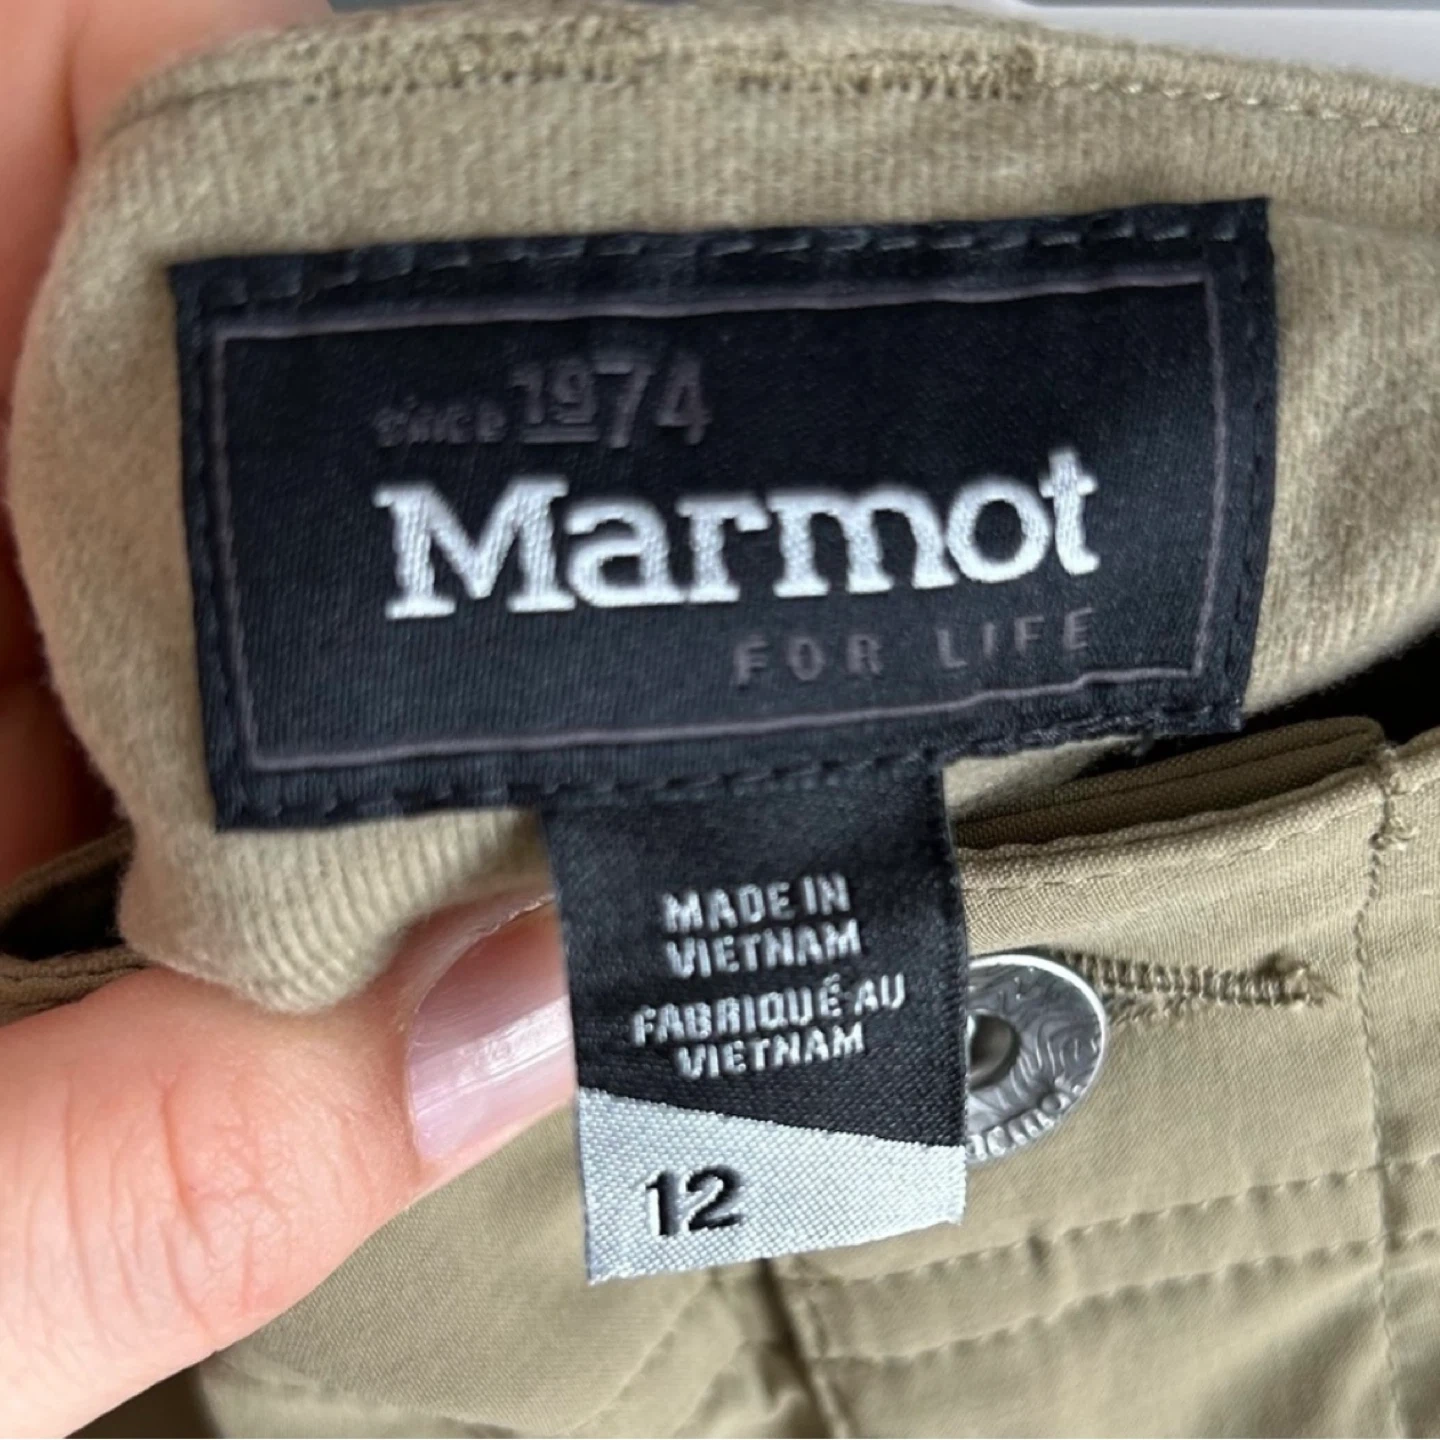 since 1974
Marmot
FOR LIFE
MADE IN
VIETNAM
FABRIQUÉ AU
VIETNAM
12